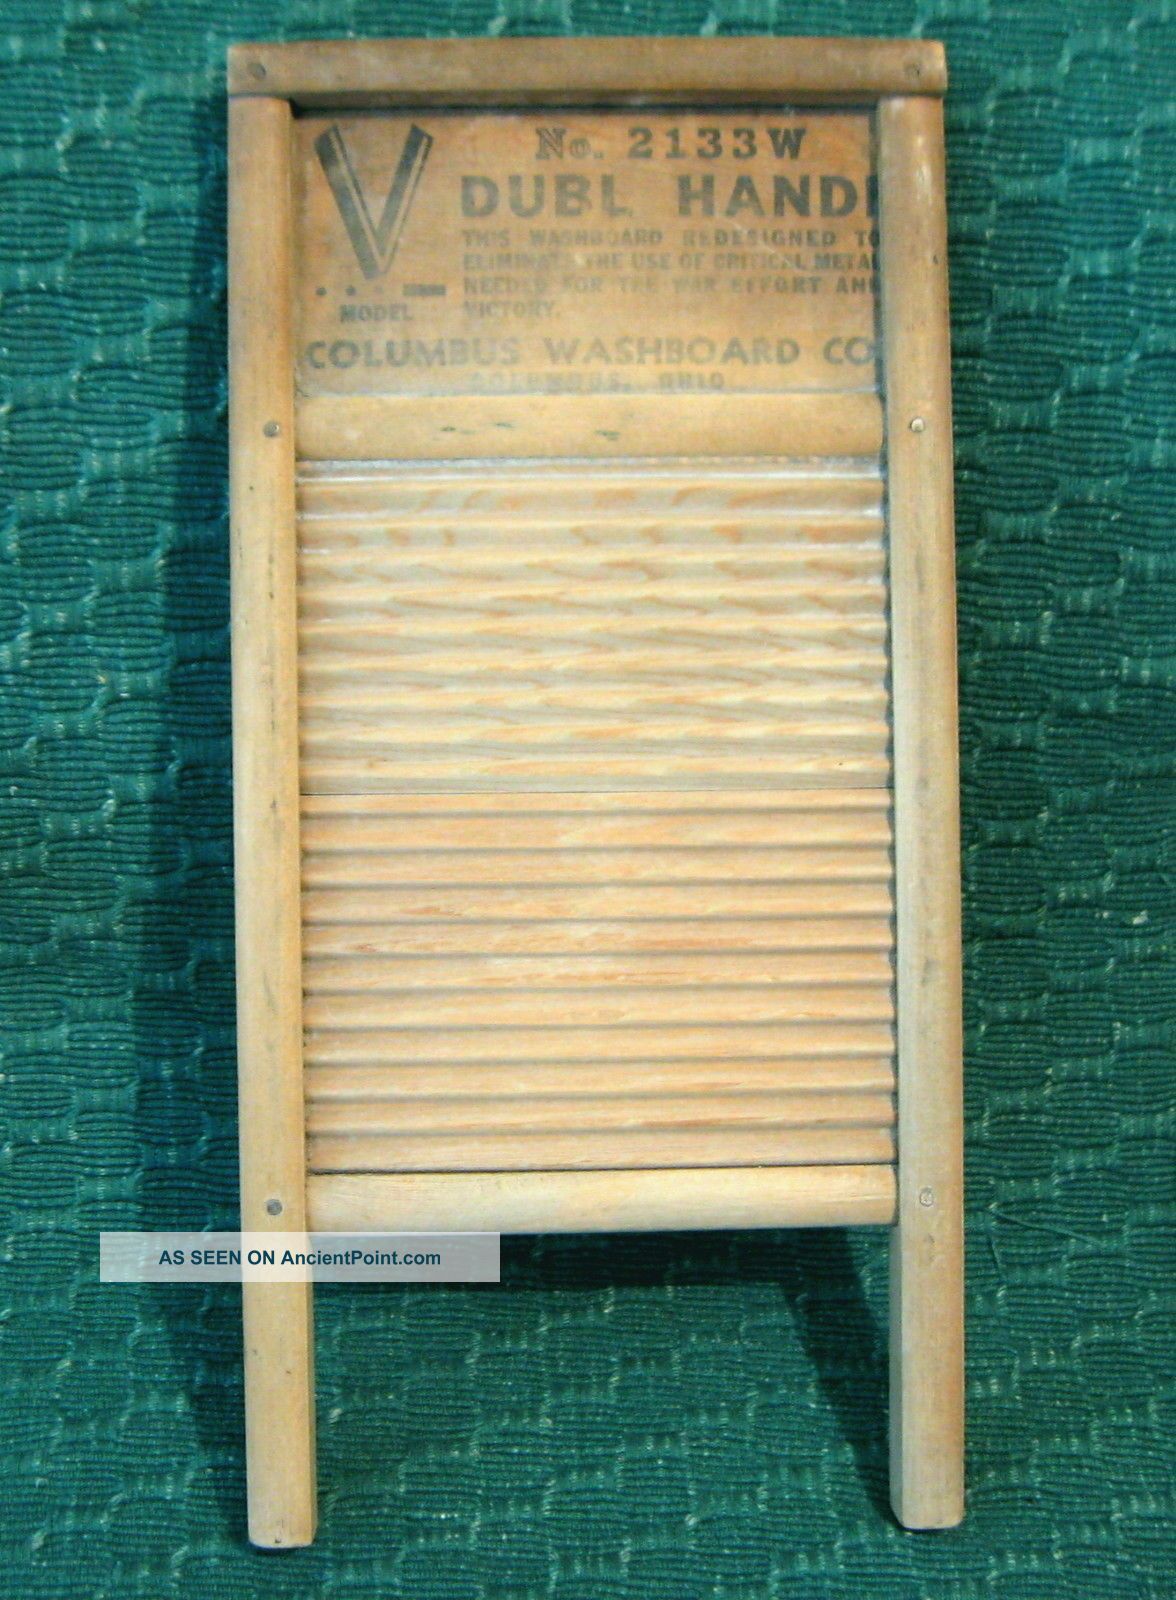 No. 2133W
V
DUBL HANDI
THIS WASHBOARD REDESIGNED TO
ELIMINATE THE USE OF CRITICAL METAL
NEEDED FOR THE WAR EFFORT AND
VICTORY.
MODEL
COLUMBUS WASHBOARD CO
COLUMBUS, OHIO
AS SEEN ON AncientPoint.com